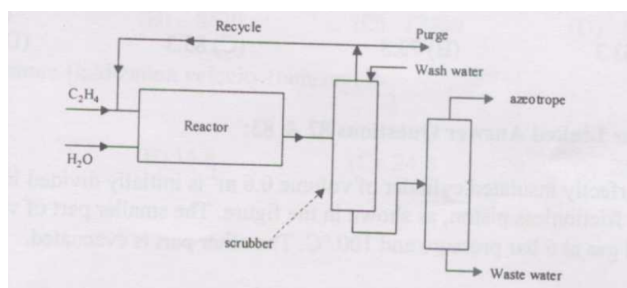 Recycle
Purge
Wash water
C₂H₄
azeotrope
Reactor
H₂O
scrubber
Waste water